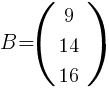 B = ( 9
14
16 )